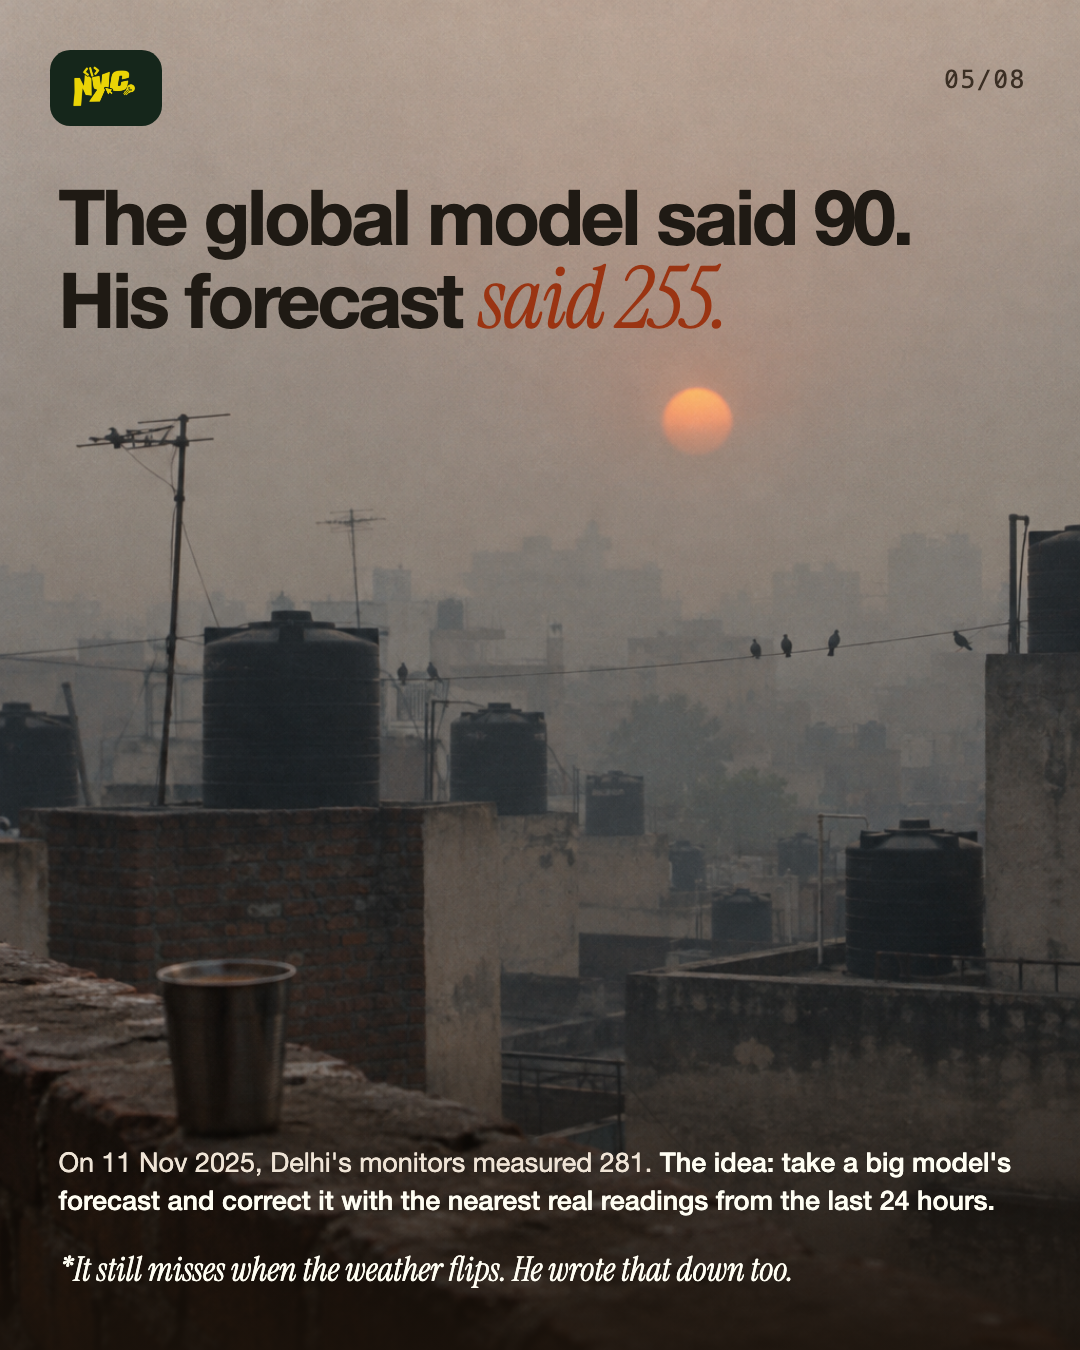 NYC
05/08
The global model said 90.
His forecast said 255.
On 11 Nov 2025, Delhi's monitors measured 281. The idea: take a big model's
forecast and correct it with the nearest real readings from the last 24 hours.
*It still misses when the weather flips. He wrote that down too.